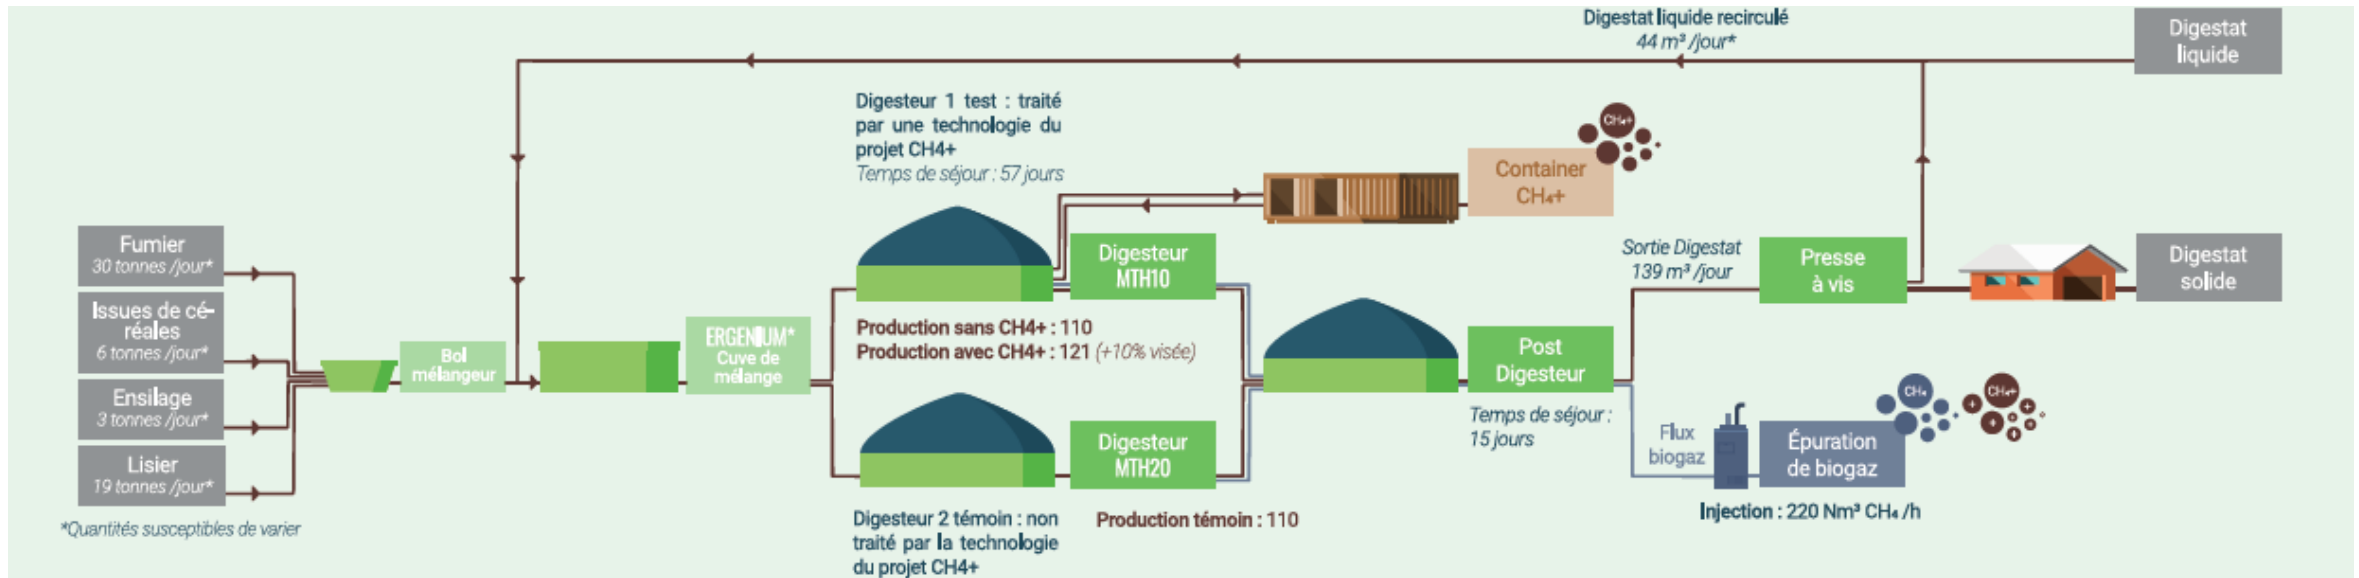 Digestat liquide recirculé
44 m³ /jour*
Digestat
liquide
Digesteur 1 test : traité
par une technologie du
projet CH4+
Temps de séjour : 57 jours
CH₄+
Container
CH₄+
Fumier
30 tonnes /jour*
Issues de cé-
réales
6 tonnes /jour*
Ensilage
3 tonnes /jour*
Lisier
19 tonnes /jour*
*Quantités susceptibles de varier
Bol
mélangeur
ERGENIUM*
Cuve de
mélange
Digesteur
MTH10
Production sans CH4+ : 110
Production avec CH4+ : 121 (+10% visée)
Digesteur
MTH20
Digesteur 2 témoin : non
traité par la technologie
du projet CH4+
Production témoin : 110
Post
Digesteur
Temps de séjour :
15 jours
Sortie Digestat
139 m³ /jour
Presse
à vis
Digestat
solide
Flux
biogaz
Épuration
de biogaz
CH₄
CH₄+
Injection : 220 Nm³ CH₄ /h